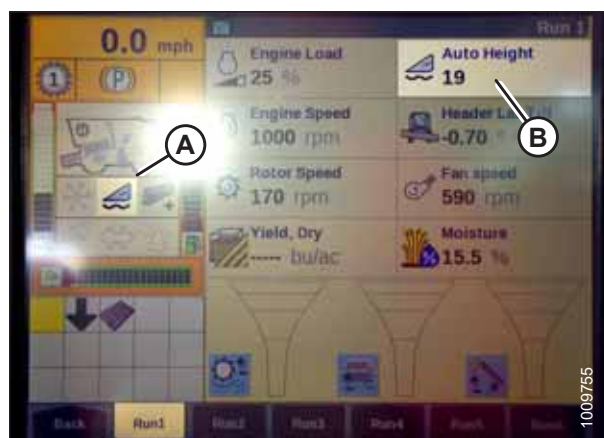 0.0 mph
Run 1
1
(P)
Engine Load
25 %
Auto Height
19
Engine Speed
1000 rpm
Header
-0.70 °
A
B
Rotor Speed
170 rpm
Fan speed
590 rpm
Yield, Dry
----- bu/ac
Moisture
15.5 %
Back Run1 Run2 Run3 Run4 Run5
1009755